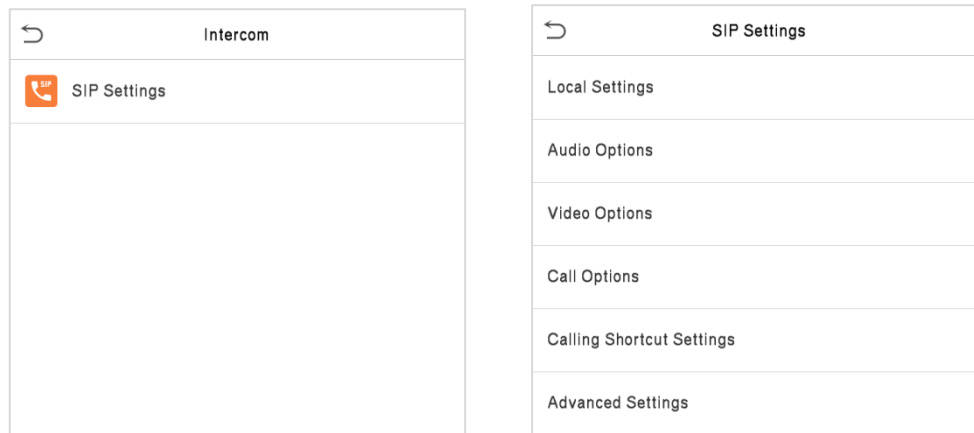 Intercom
SIP
SIP Settings
SIP Settings
Local Settings
Audio Options
Video Options
Call Options
Calling Shortcut Settings
Advanced Settings